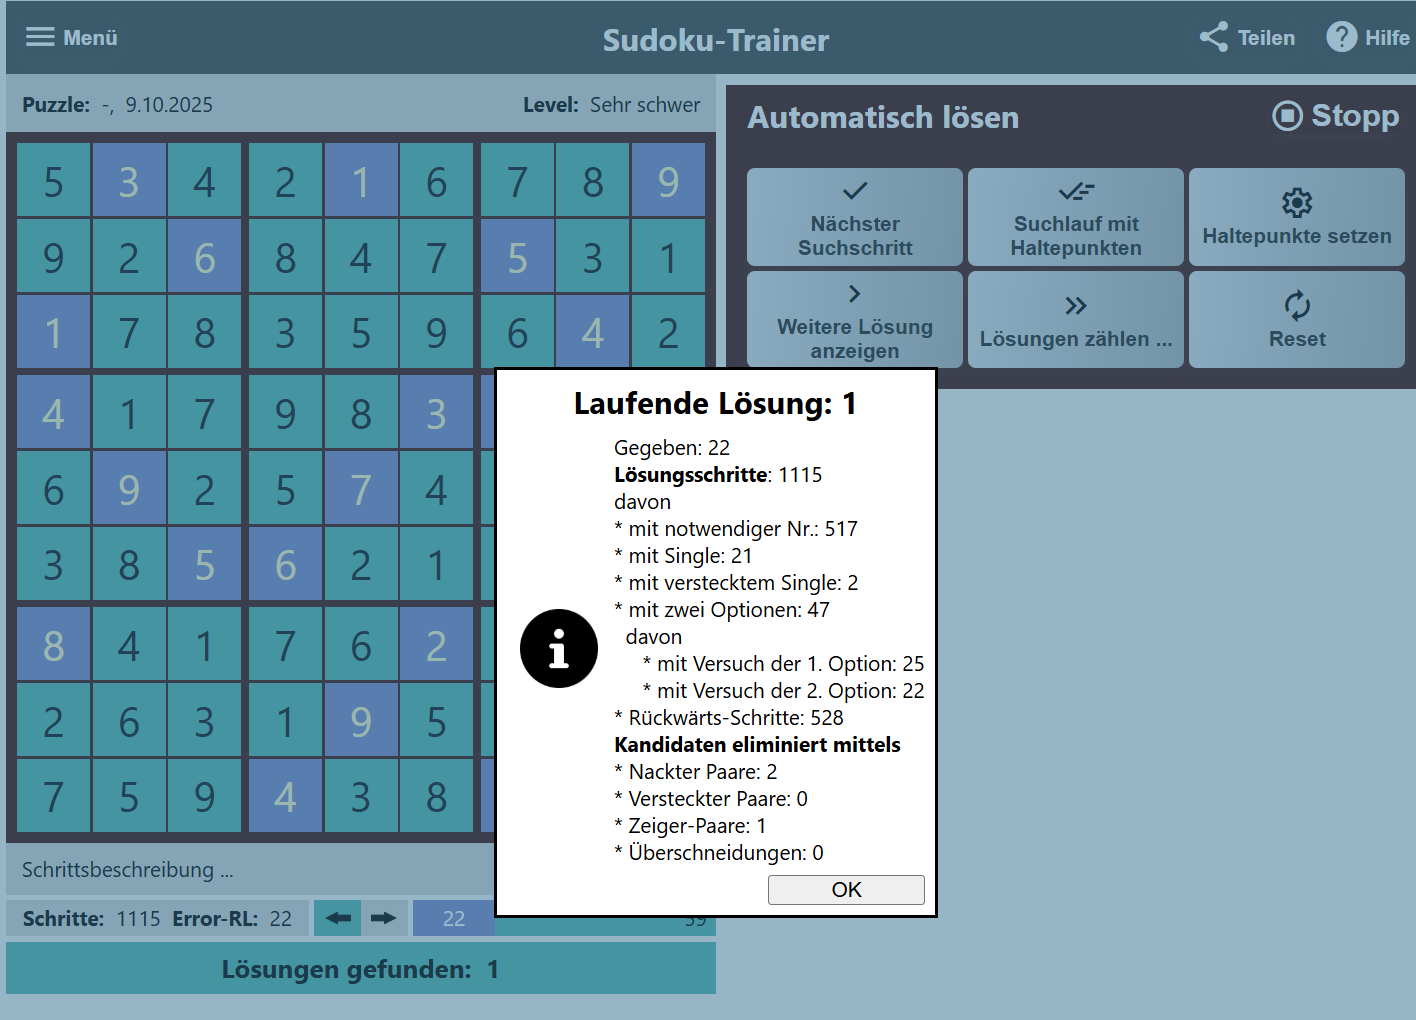 Menü
Sudoku-Trainer
Teilen
Hilfe
Puzzle: -, 9.10.2025
Level: Sehr schwer
5 3 4 2 1 6 7 8 9
9 2 6 8 4 7 5 3 1
1 7 8 3 5 9 6 4 2
4 1 7 9 8 3
6 9 2 5 7 4
3 8 5 6 2 1
8 4 1 7 6 2
2 6 3 1 9 5
7 5 9 4 3 8
Schrittsbeschreibung ...
Schritte: 1115 Error-RL: 22
22
59
Lösungen gefunden: 1
Automatisch lösen
Stopp
Nächster
Suchschritt
Suchlauf mit
Haltepunkten
Haltepunkte setzen
Weitere Lösung
anzeigen
Lösungen zählen ...
Reset
Laufende Lösung: 1
Gegeben: 22
Lösungsschritte: 1115
davon
* mit notwendiger Nr.: 517
* mit Single: 21
* mit verstecktem Single: 2
* mit zwei Optionen: 47
davon
* mit Versuch der 1. Option: 25
* mit Versuch der 2. Option: 22
* Rückwärts-Schritte: 528
Kandidaten eliminiert mittels
* Nackter Paare: 2
* Versteckter Paare: 0
* Zeiger-Paare: 1
* Überschneidungen: 0
OK